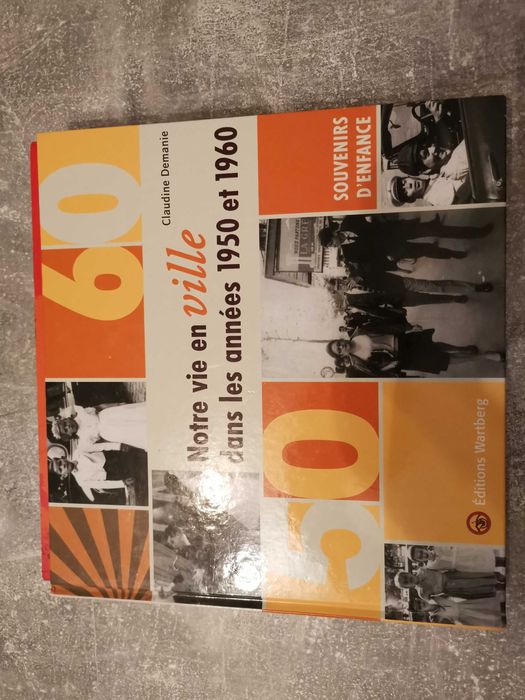 60
Claudine Demanie
Notre vie en ville
dans les années 1950 et 1960
50
SOUVENIRS
D'ENFANCE
Éditions Wartberg